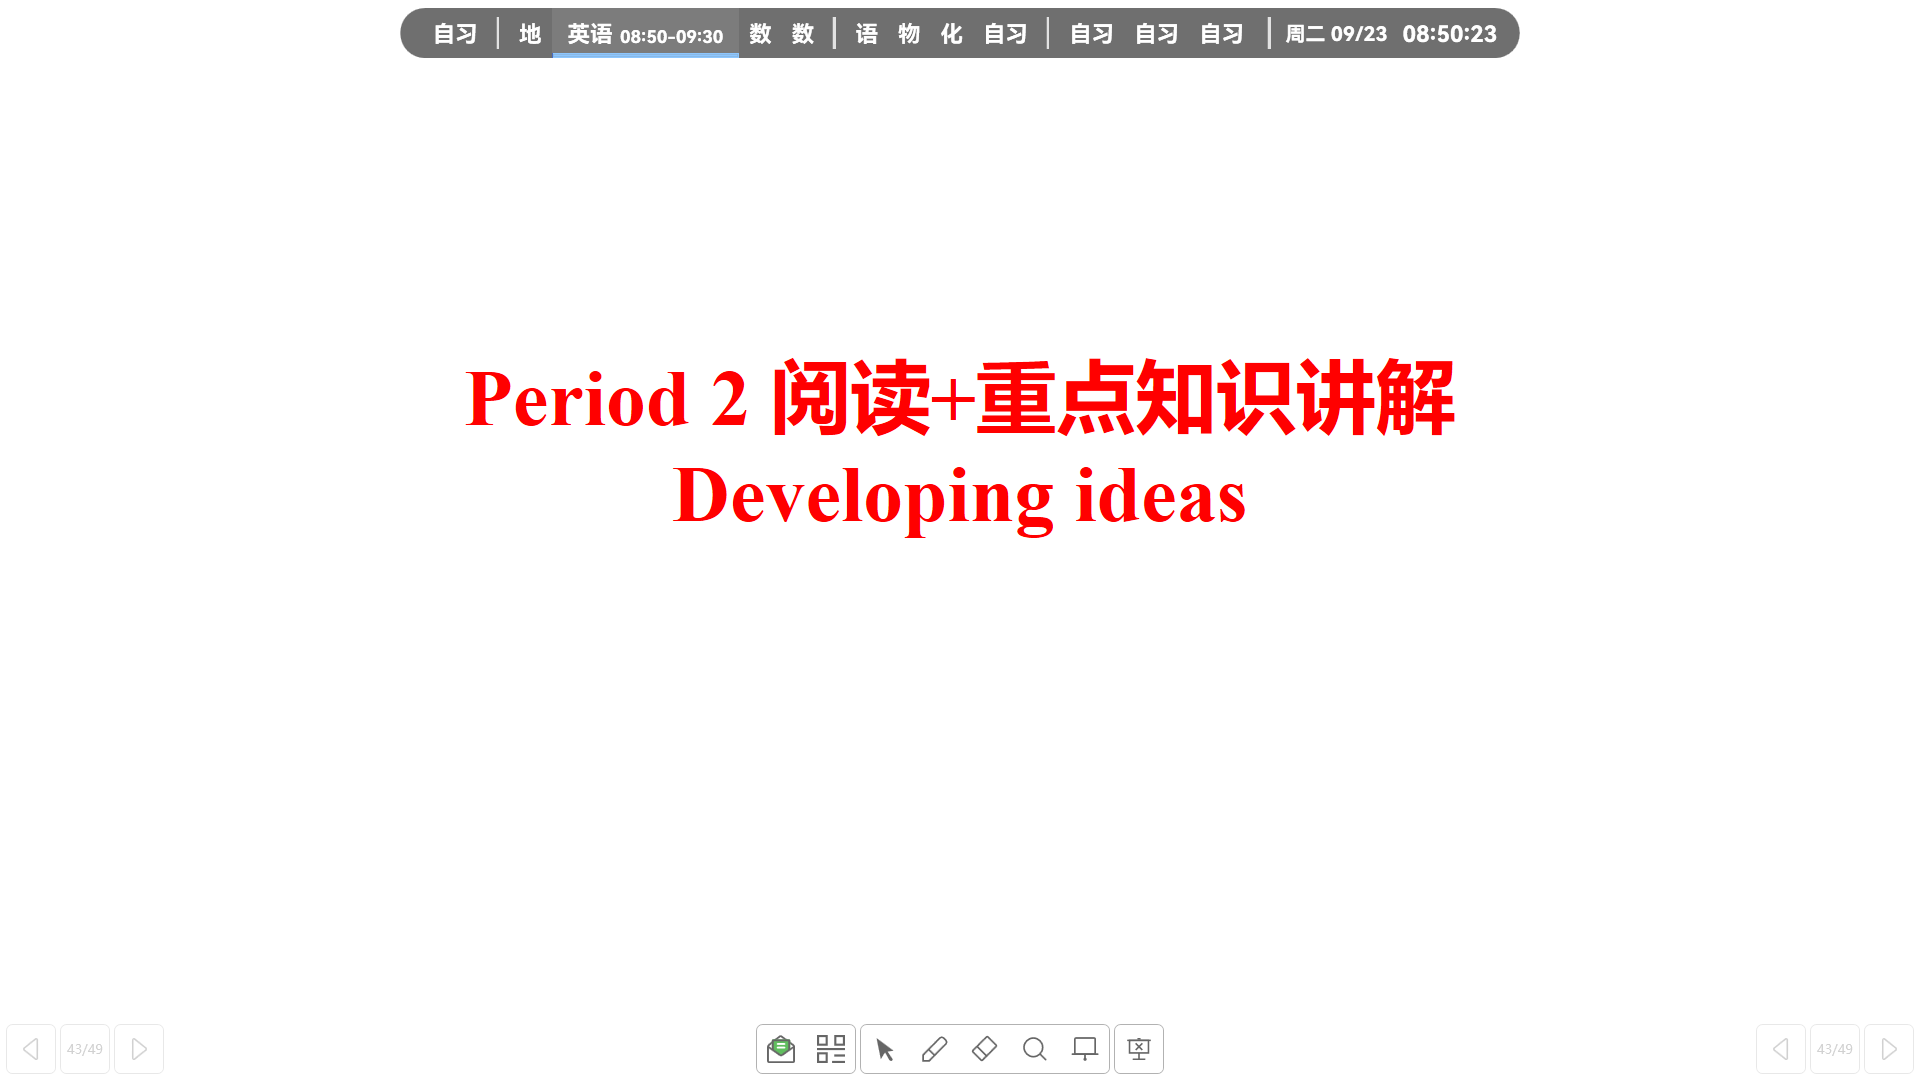 自习 | 地 英语 08:50-09:30 数 数 | 语 物 化 自习 | 自习 自习 自习 | 周二 09/23 08:50:23
Period 2 阅读+重点知识讲解
Developing ideas
43/49
43/49